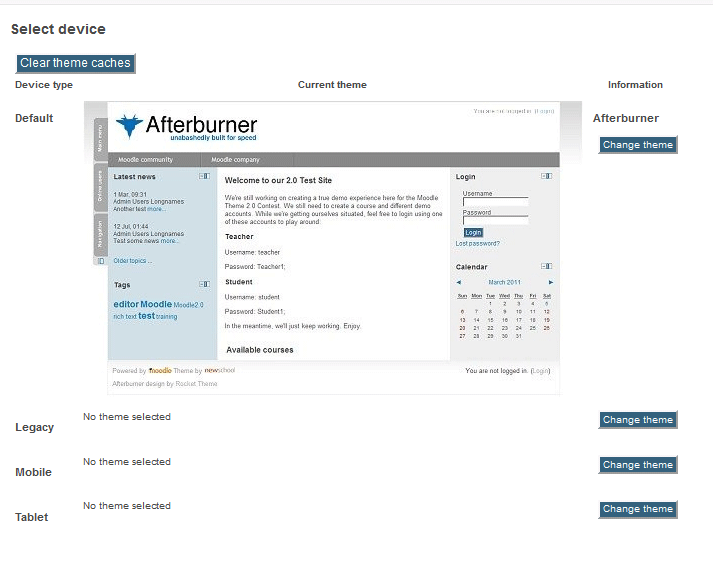 Select device
Clear theme caches
Device type Current theme Information
Default
Afterburner
Change theme
You are not logged in. (Login)
Afterburner
unabashedly built for speed
Main menu
Online users
Navigation
Moodle community Moodle company
Latest news
1 Mar, 09:31
Admin Users Longnames
Another test more...
12 Jul, 01:44
Admin Users Longnames
Test some news more...
Older topics ...
Tags
editor Moodle Moodle2.0
rich text test training
Welcome to our 2.0 Test Site
We're still working on creating a true demo experience here for the Moodle
Theme 2.0 Contest. We still need to create a course and different demo
accounts. While we're getting ourselves situated, feel free to login using one
of these accounts to play around:
Teacher
Username: teacher
Password: Teacher1;
Student
Username: student
Password: Student1;
In the meantime, we'll just keep working. Enjoy.
Available courses
Login
Username
Password
Login
Lost password?
Calendar
◄ March 2011 ►
Sun Mon Tue Wed Thu Fri Sat
1 2 3 4 5
6 7 8 9 10 11 12
13 14 15 16 17 18 19
20 21 22 23 24 25 26
27 28 29 30 31
Powered by moodle Theme by newschool
You are not logged in. (Login)
Afterburner design by Rocket Theme
Legacy No theme selected Change theme
Mobile No theme selected Change theme
Tablet No theme selected Change theme